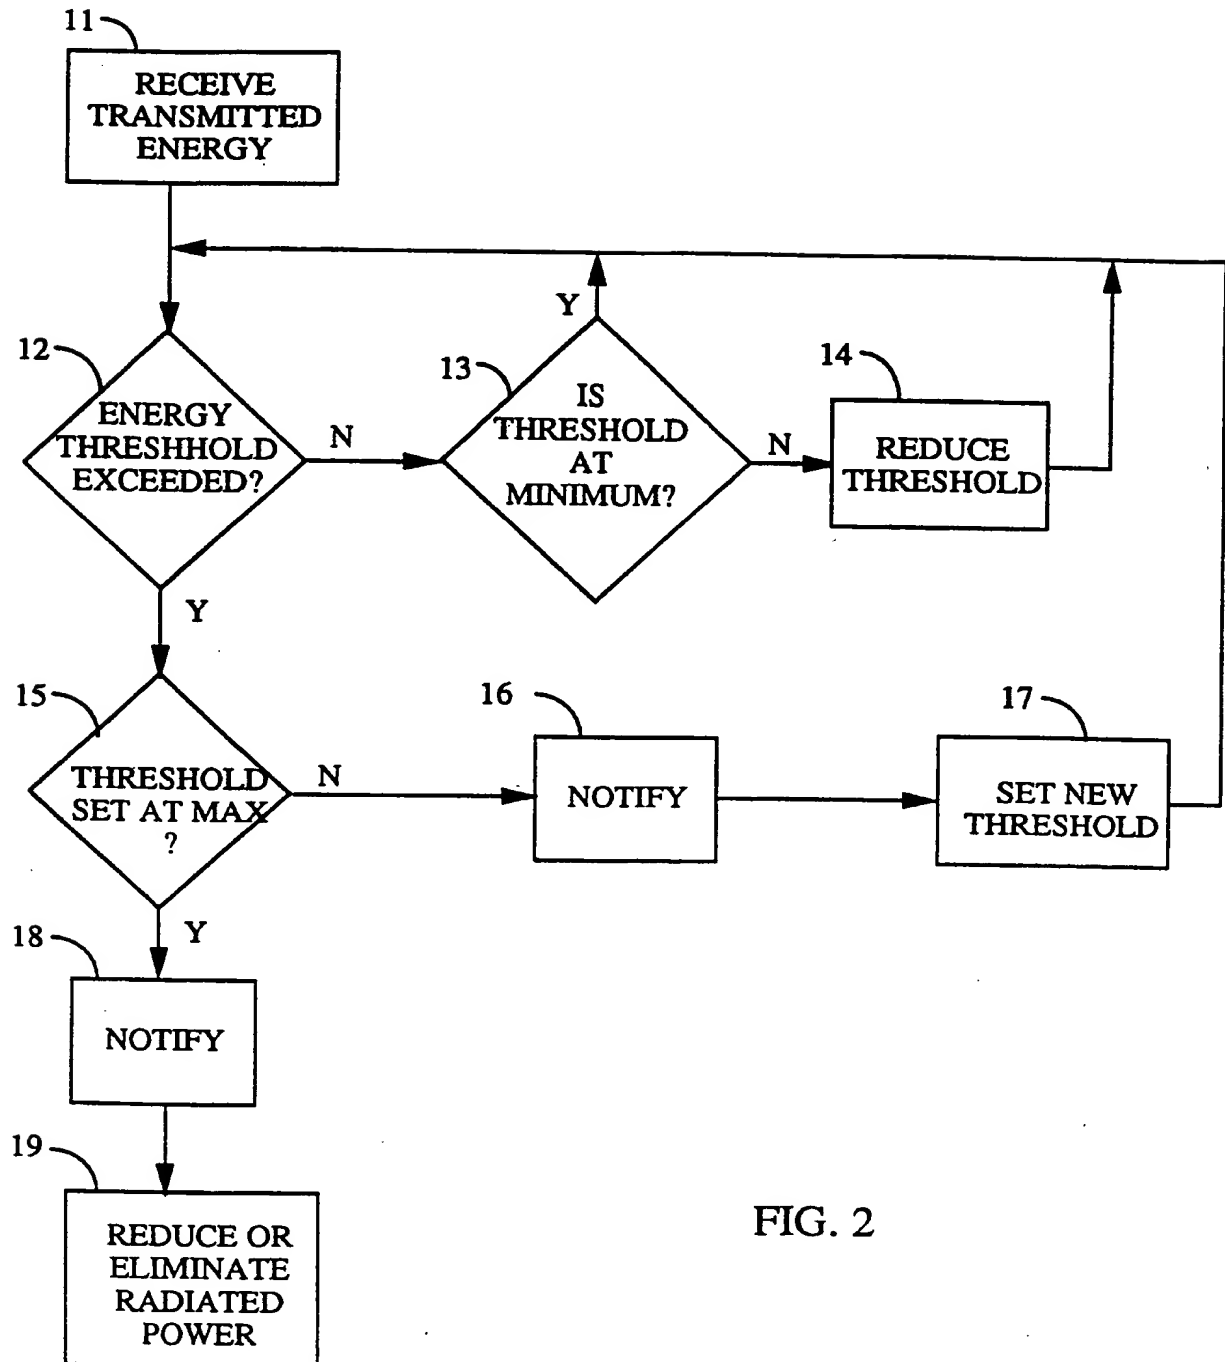 11
RECEIVE
TRANSMITTED
ENERGY
12
ENERGY
THRESHHOLD
EXCEEDED?
N
Y
13
IS
THRESHOLD
AT
MINIMUM?
Y
N
14
REDUCE
THRESHOLD
15
THRESHOLD
SET AT MAX
?
N
Y
16
NOTIFY
17
SET NEW
THRESHOLD
18
NOTIFY
19
REDUCE OR
ELIMINATE
RADIATED
POWER
FIG. 2